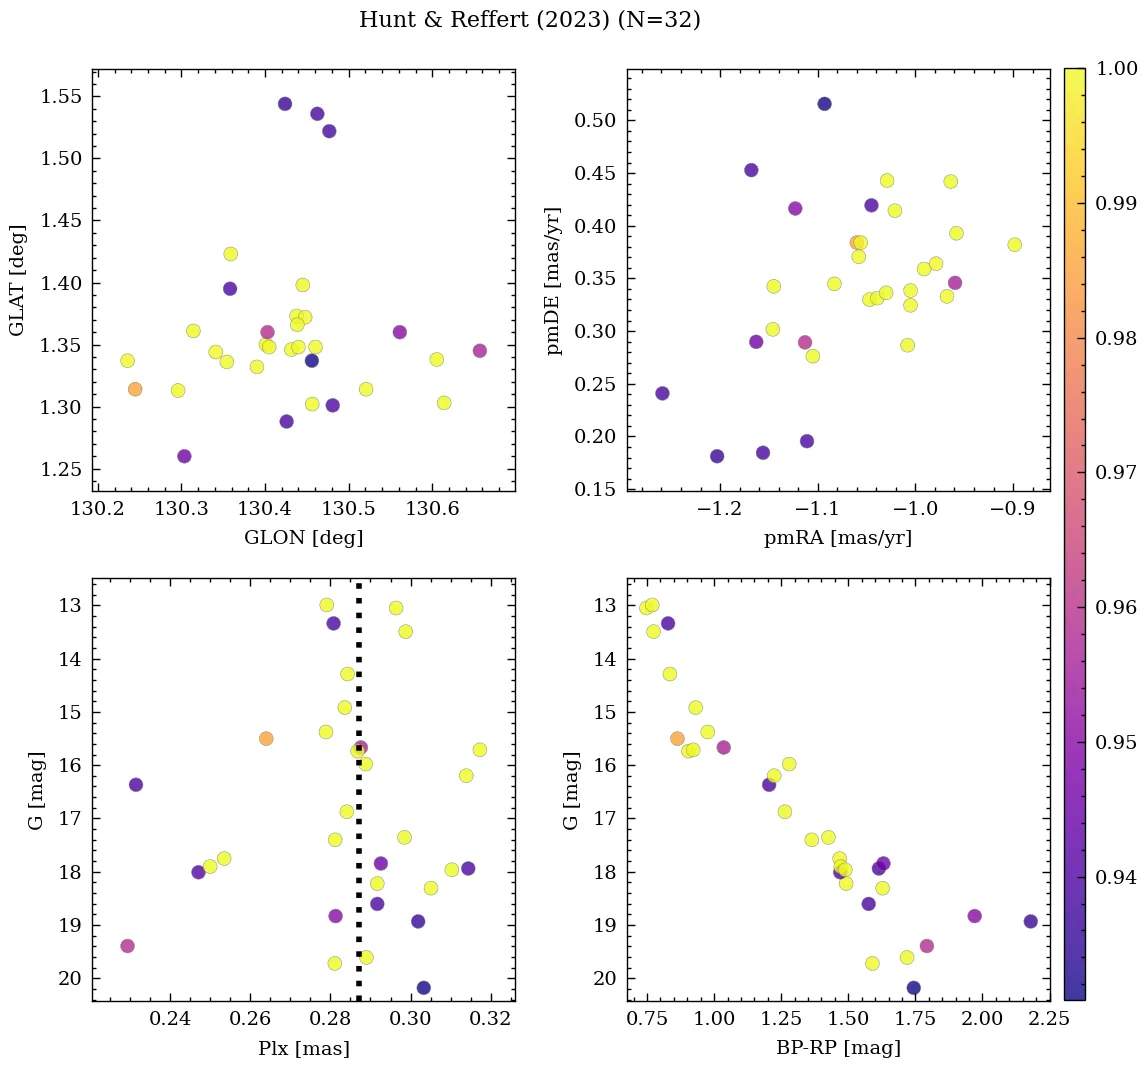 Hunt & Reffert (2023) (N=32)
1.55
1.50
1.45
1.40
1.35
1.30
1.25
GLAT [deg]
130.2 130.3 130.4 130.5 130.6
GLON [deg]
0.50
0.45
0.40
0.35
0.30
0.25
0.20
0.15
pmDE [mas/yr]
−1.2 −1.1 −1.0 −0.9
pmRA [mas/yr]
13
14
15
16
17
18
19
20
G [mag]
0.24 0.26 0.28 0.30 0.32
Plx [mas]
13
14
15
16
17
18
19
20
G [mag]
0.75 1.00 1.25 1.50 1.75 2.00 2.25
BP-RP [mag]
1.00
0.99
0.98
0.97
0.96
0.95
0.94